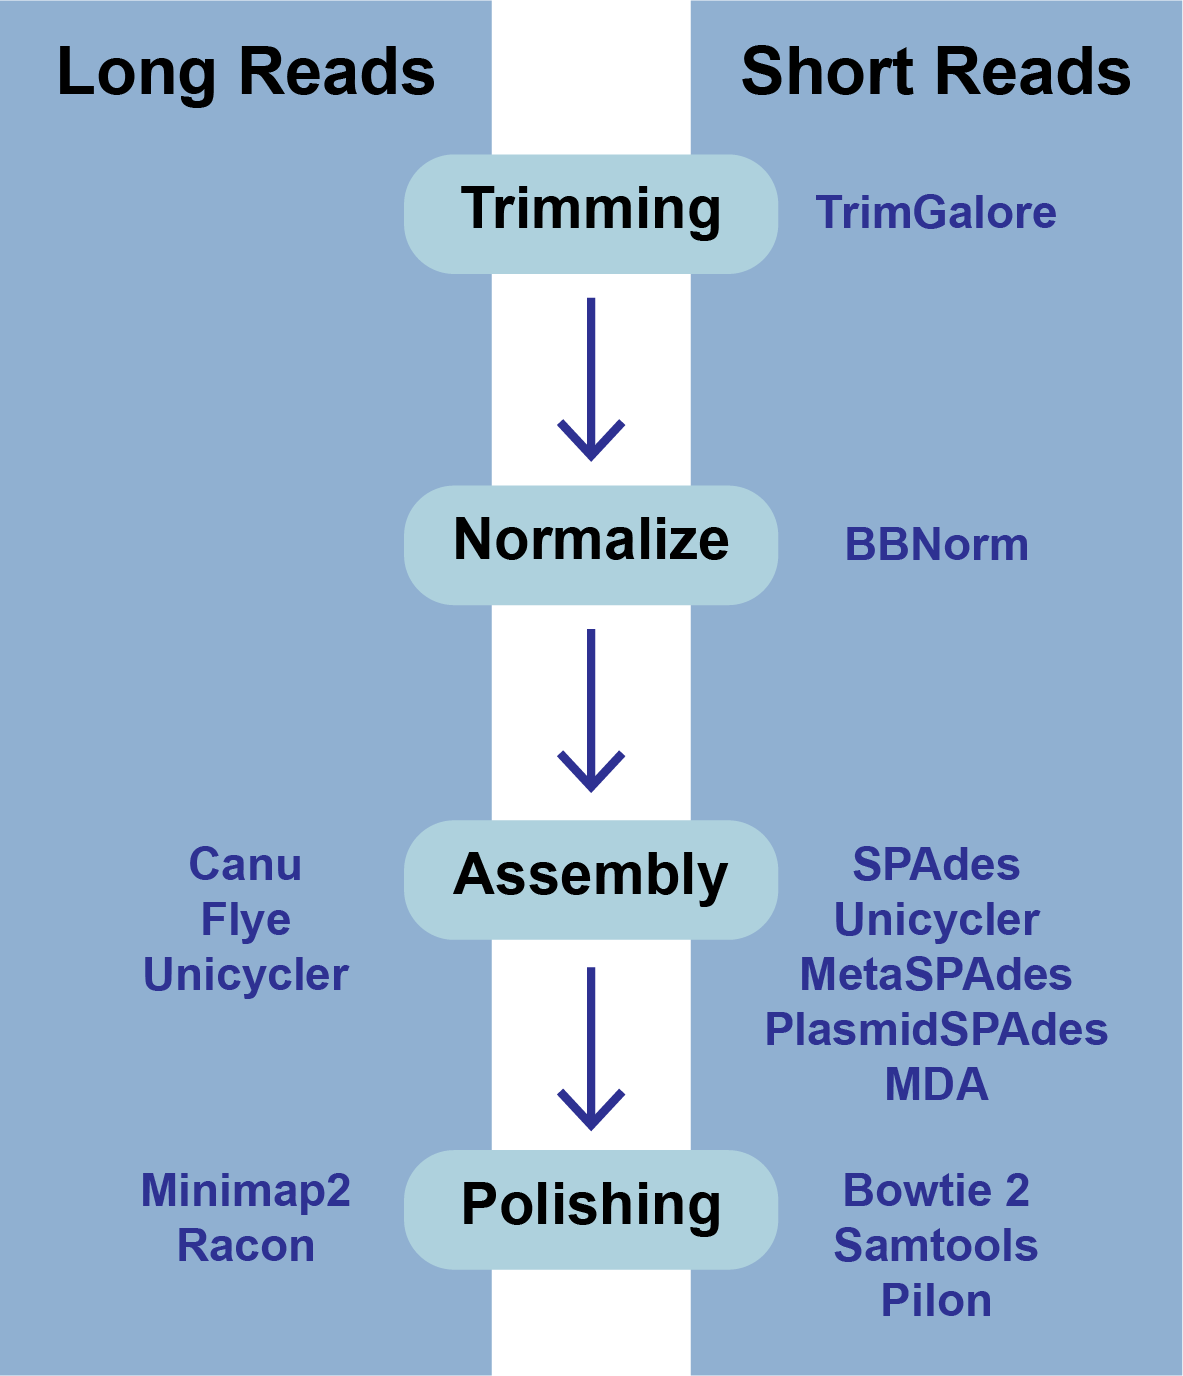 Long Reads
Short Reads
Trimming
TrimGalore
Normalize
BBNorm
Assembly
Canu
Flye
Unicycler
SPAdes
Unicycler
MetaSPAdes
PlasmidSPAdes
MDA
Polishing
Minimap2
Racon
Bowtie 2
Samtools
Pilon